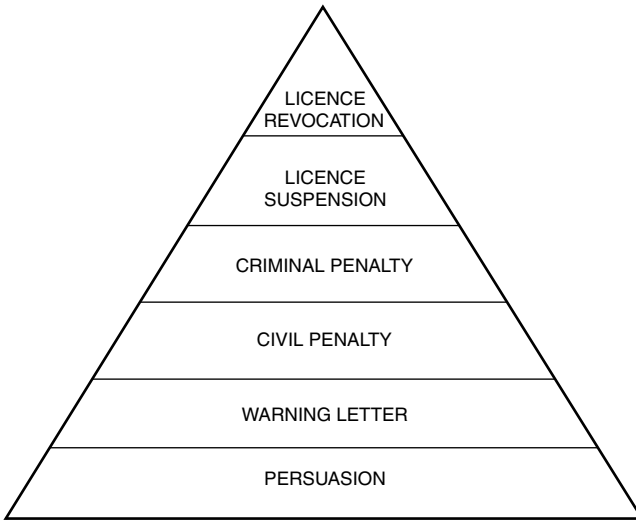 LICENCE
REVOCATION
LICENCE
SUSPENSION
CRIMINAL PENALTY
CIVIL PENALTY
WARNING LETTER
PERSUASION